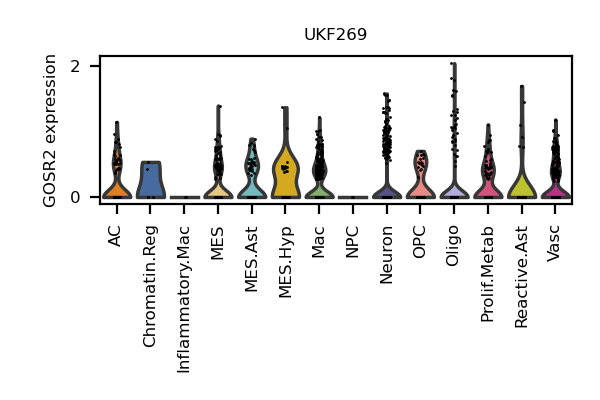 UKF269
GOSR2 expression
2
0
AC
Chromatin.Reg
Inflammatory.Mac
MES
MES.Ast
MES.Hyp
Mac
NPC
Neuron
OPC
Oligo
Prolif.Metab
Reactive.Ast
Vasc